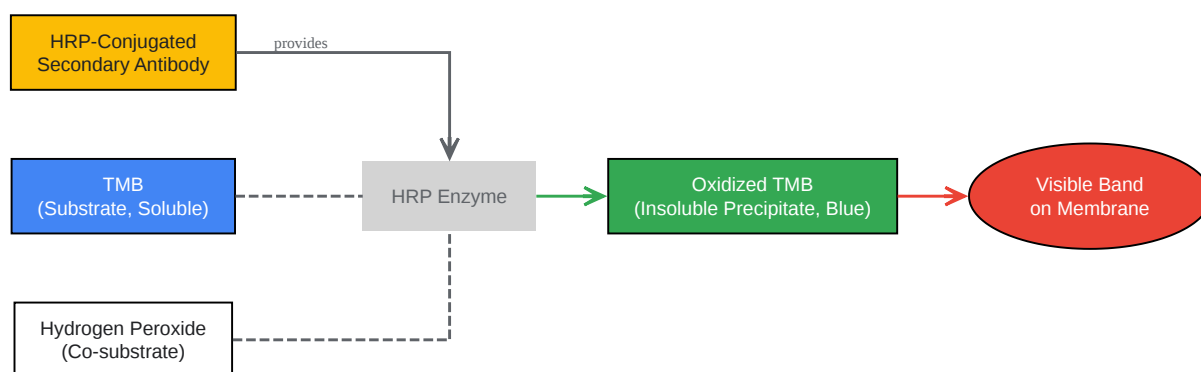 HRP-Conjugated
Secondary Antibody
provides
TMB
(Substrate, Soluble)
HRP Enzyme
Oxidized TMB
(Insoluble Precipitate, Blue)
Visible Band
on Membrane
Hydrogen Peroxide
(Co-substrate)